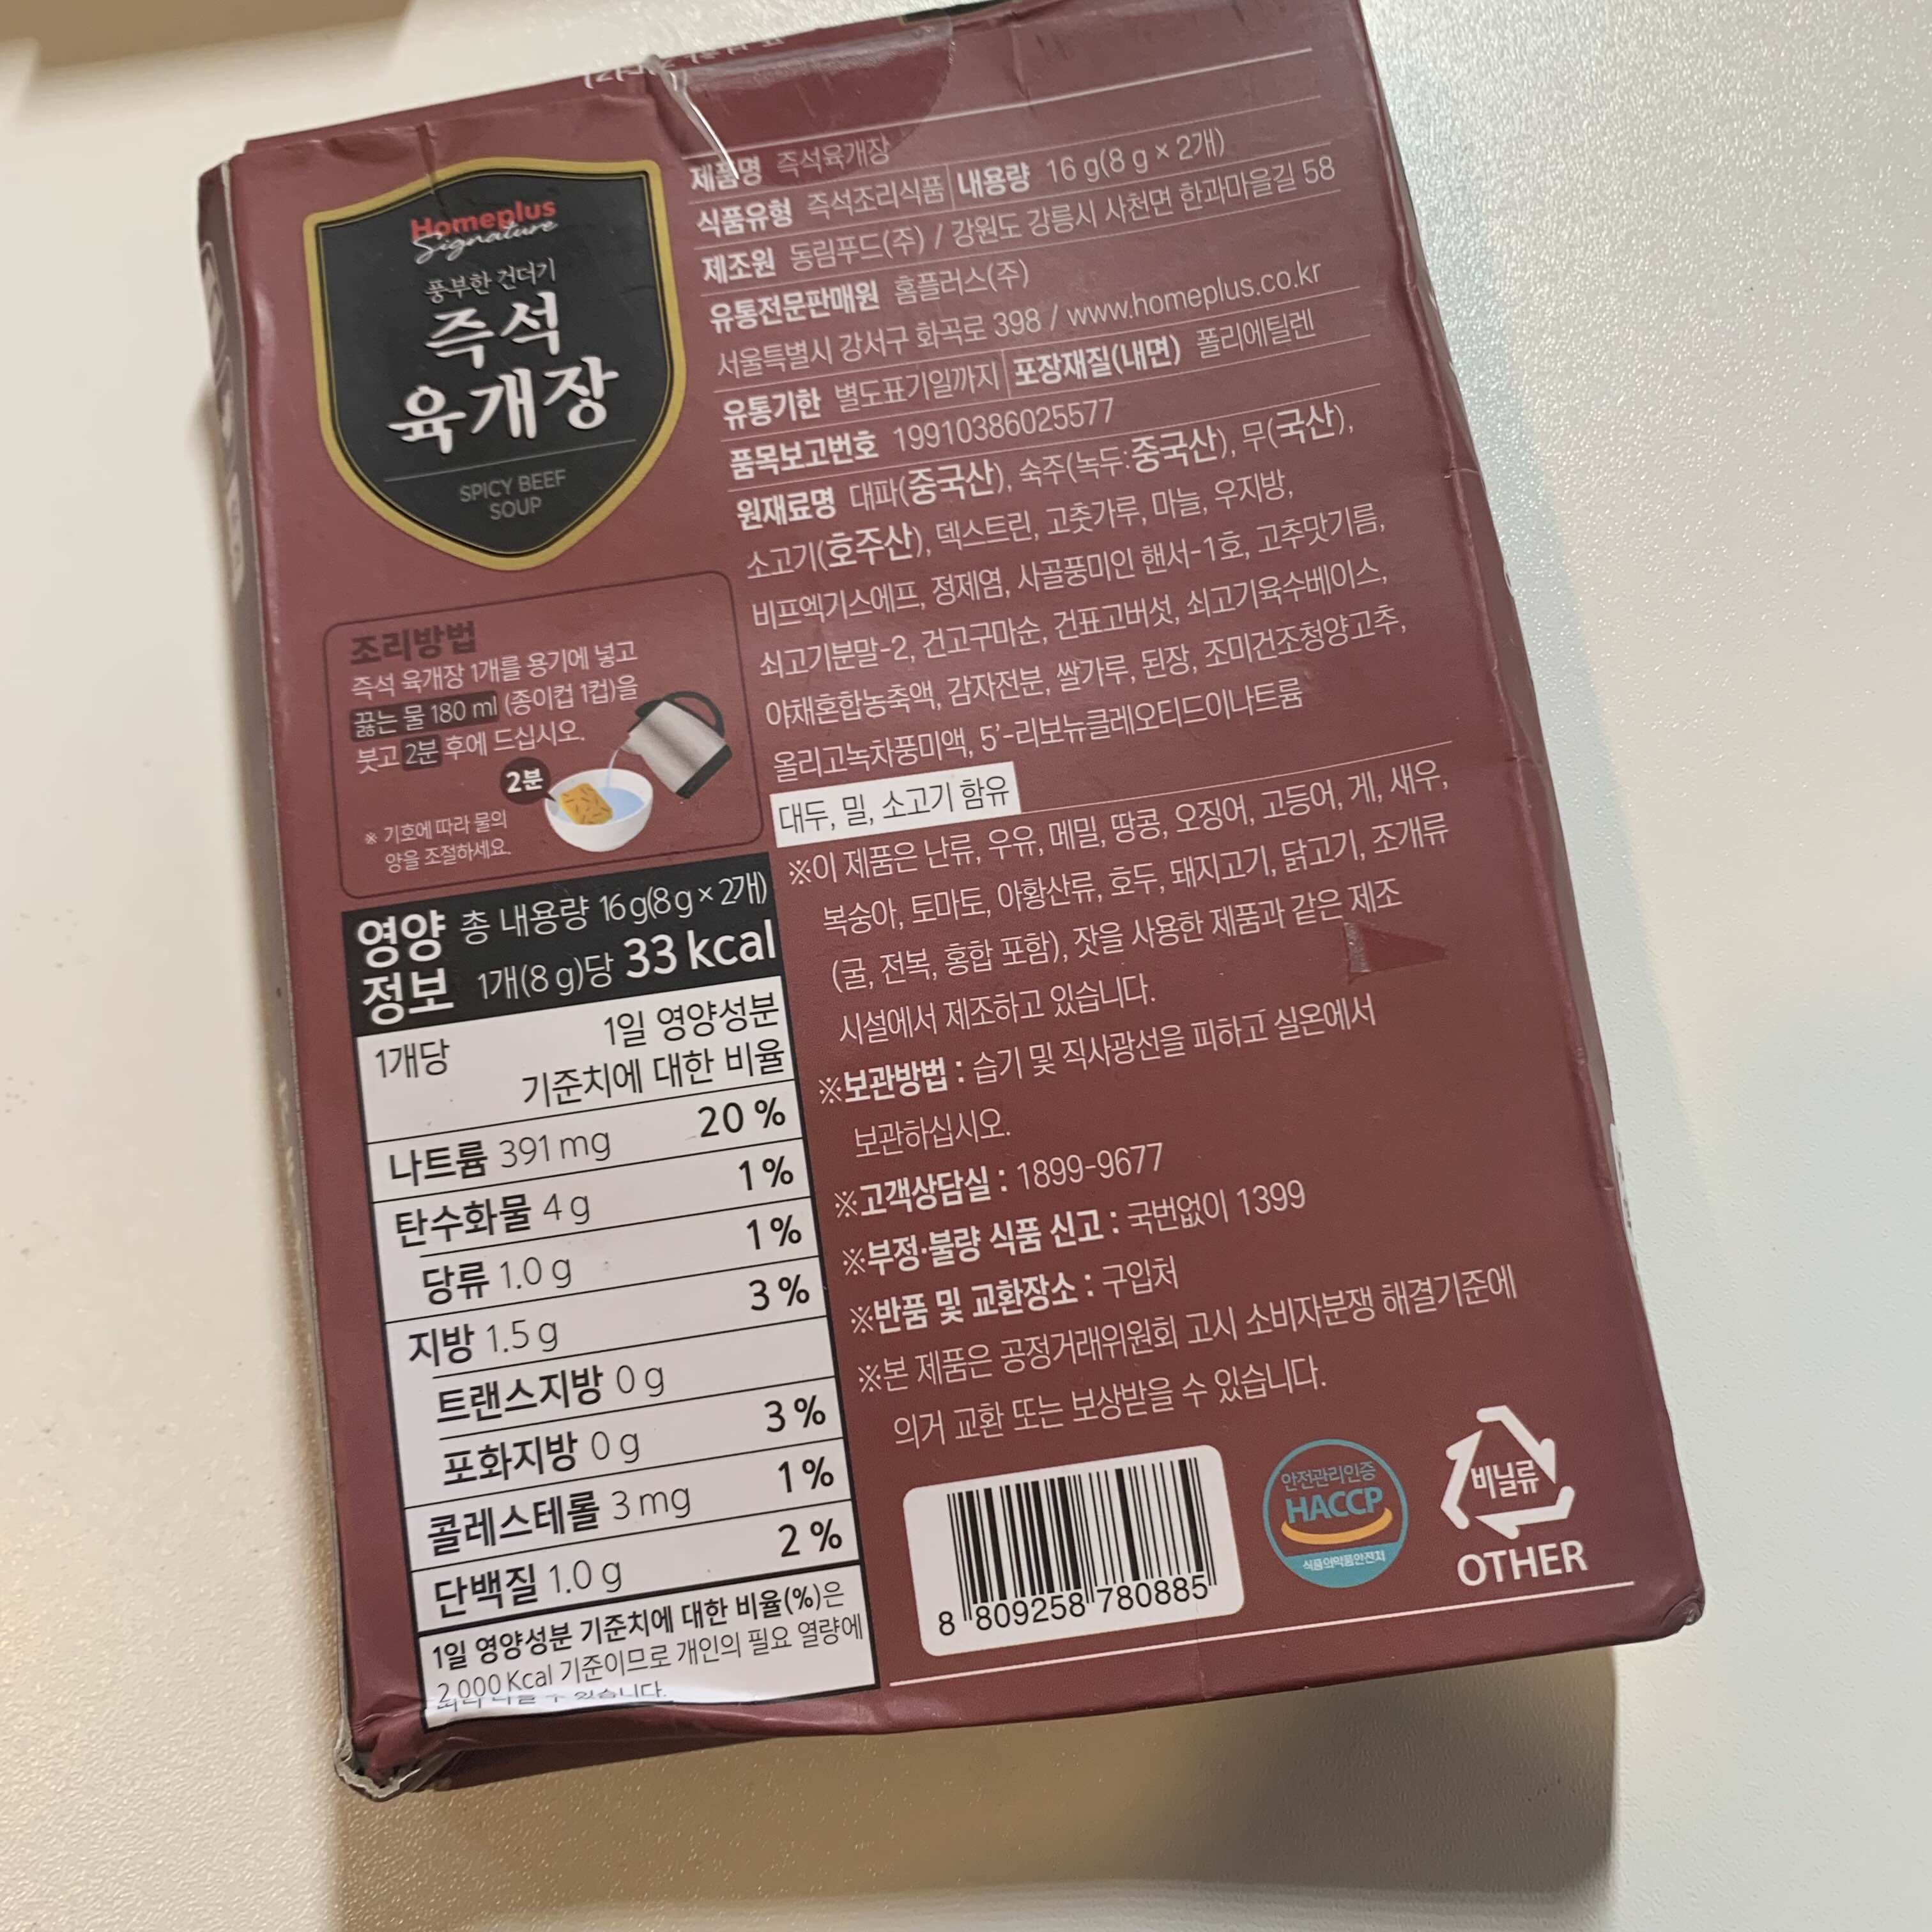 Homeplus
Signature
풍부한 건더기
즉석
육개장
SPICY BEEF
SOUP
조리방법
즉석 육개장 1개를 용기에 넣고
끓는 물 180 ml (종이컵 1컵)을
붓고 2분 후에 드십시오.
2분
※ 기호에 따라 물의
양을 조절하세요.
영양정보 총 내용량 16 g(8 g × 2개)
1개(8 g)당 33 kcal
1개당 1일 영양성분
기준치에 대한 비율
나트륨 391 mg 20 %
탄수화물 4 g 1 %
당류 1.0 g 1 %
지방 1.5 g 3 %
트랜스지방 0 g
포화지방 0 g 3 %
콜레스테롤 3 mg 1 %
단백질 1.0 g 2 %
1일 영양성분 기준치에 대한 비율(%)은
2,000 Kcal 기준이므로 개인의 필요 열량에
따라 다를 수 있습니다.
제품명 즉석육개장
식품유형 즉석조리식품 내용량 16 g(8 g × 2개)
제조원 동림푸드(주) / 강원도 강릉시 사천면 한과마을길 58
유통전문판매원 홈플러스(주)
서울특별시 강서구 화곡로 398 / www.homeplus.co.kr
유통기한 별도표기일까지 포장재질(내면) 폴리에틸렌
품목보고번호 19910386025577
원재료명 대파(중국산), 숙주(녹두:중국산), 무(국산),
소고기(호주산), 덱스트린, 고춧가루, 마늘, 우지방,
비프엑기스에프, 정제염, 사골풍미인 핸서-1호, 고추맛기름,
쇠고기분말-2, 건고구마순, 건표고버섯, 쇠고기육수베이스,
야채혼합농축액, 감자전분, 쌀가루, 된장, 조미건조청양고추,
올리고녹차풍미액, 5'-리보뉴클레오티드이나트륨
대두, 밀, 소고기 함유
※이 제품은 난류, 우유, 메밀, 땅콩, 오징어, 고등어, 게, 새우,
복숭아, 토마토, 아황산류, 호두, 돼지고기, 닭고기, 조개류
(굴, 전복, 홍합 포함), 잣을 사용한 제품과 같은 제조
시설에서 제조하고 있습니다.
※보관방법 : 습기 및 직사광선을 피하고 실온에서
보관하십시오.
※고객상담실 : 1899-9677
※부정·불량 식품 신고 : 국번없이 1399
※반품 및 교환장소 : 구입처
※본 제품은 공정거래위원회 고시 소비자분쟁 해결기준에
의거 교환 또는 보상받을 수 있습니다.
8 809258 780885
안전관리인증
HACCP
식품의약품안전처
비닐류
OTHER